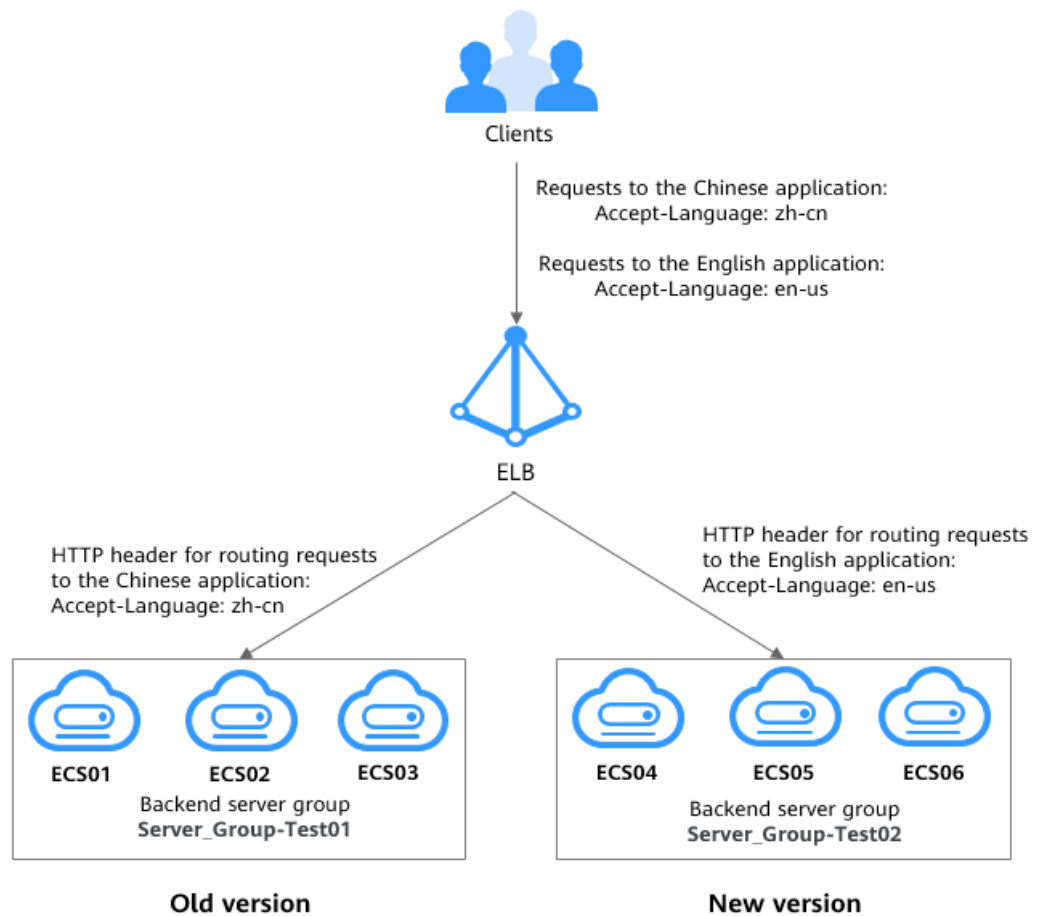 Clients
Requests to the Chinese application:
Accept-Language: zh-cn
Requests to the English application:
Accept-Language: en-us
ELB
HTTP header for routing requests
to the Chinese application:
Accept-Language: zh-cn
HTTP header for routing requests
to the English application:
Accept-Language: en-us
ECS01
ECS02
ECS03
Backend server group
Server_Group-Test01
ECS04
ECS05
ECS06
Backend server group
Server_Group-Test02
Old version
New version